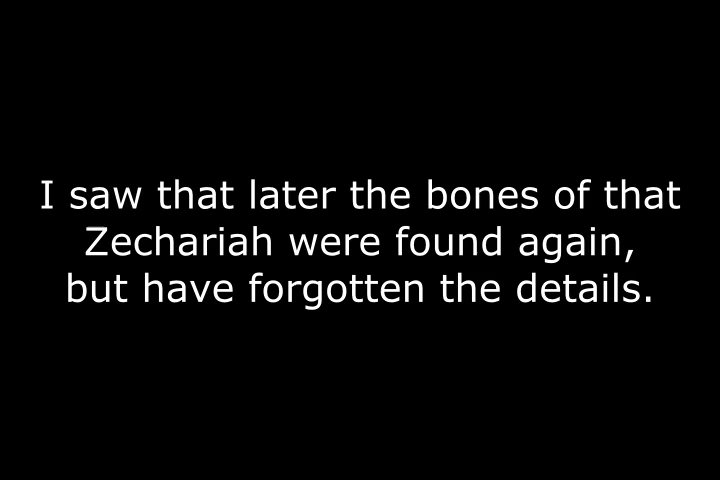 I saw that later the bones of that
Zechariah were found again,
but have forgotten the details.